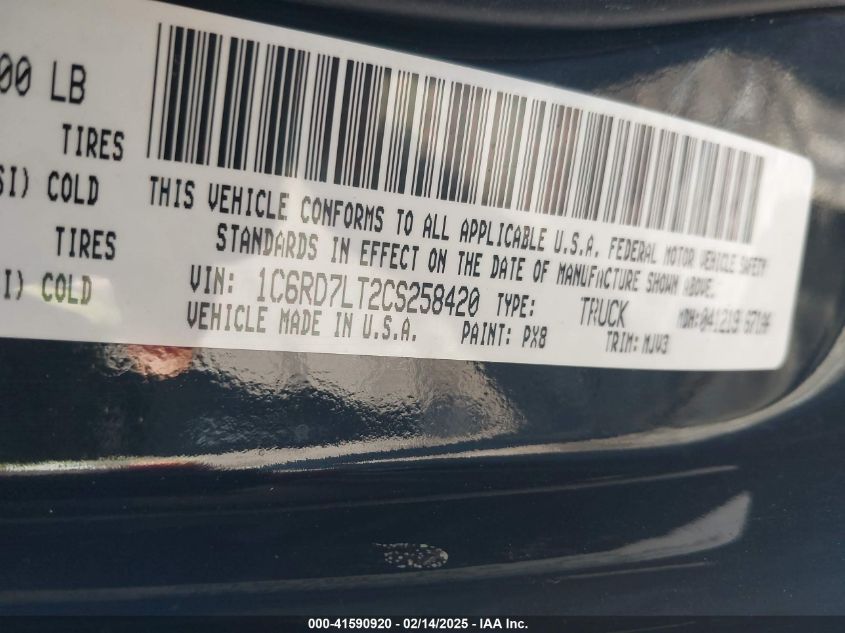 00 LB
TIRES
SI) COLD
TIRES
I) COLD
THIS VEHICLE CONFORMS TO ALL APPLICABLE U.S.A. FEDERAL MOTOR VEHICLE SAFETY
STANDARDS IN EFFECT ON THE DATE OF MANUFACTURE SHOWN ABOVE.
VIN: 1C6RD7LT2CS258420 TYPE: TRUCK MDH:
VEHICLE MADE IN U.S.A. PAINT: PX8 TRIM: MJV3
000-41590920 / 02/14/2025 - IAA Inc.